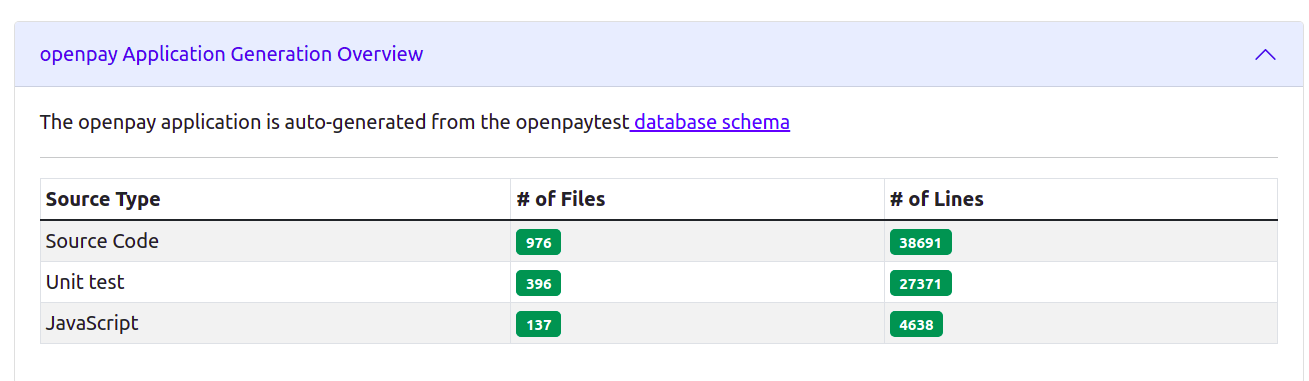 openpay Application Generation Overview
The openpay application is auto-generated from the openpaytest database schema
Source Type # of Files # of Lines
Source Code 976 38691
Unit test 396 27371
JavaScript 137 4638